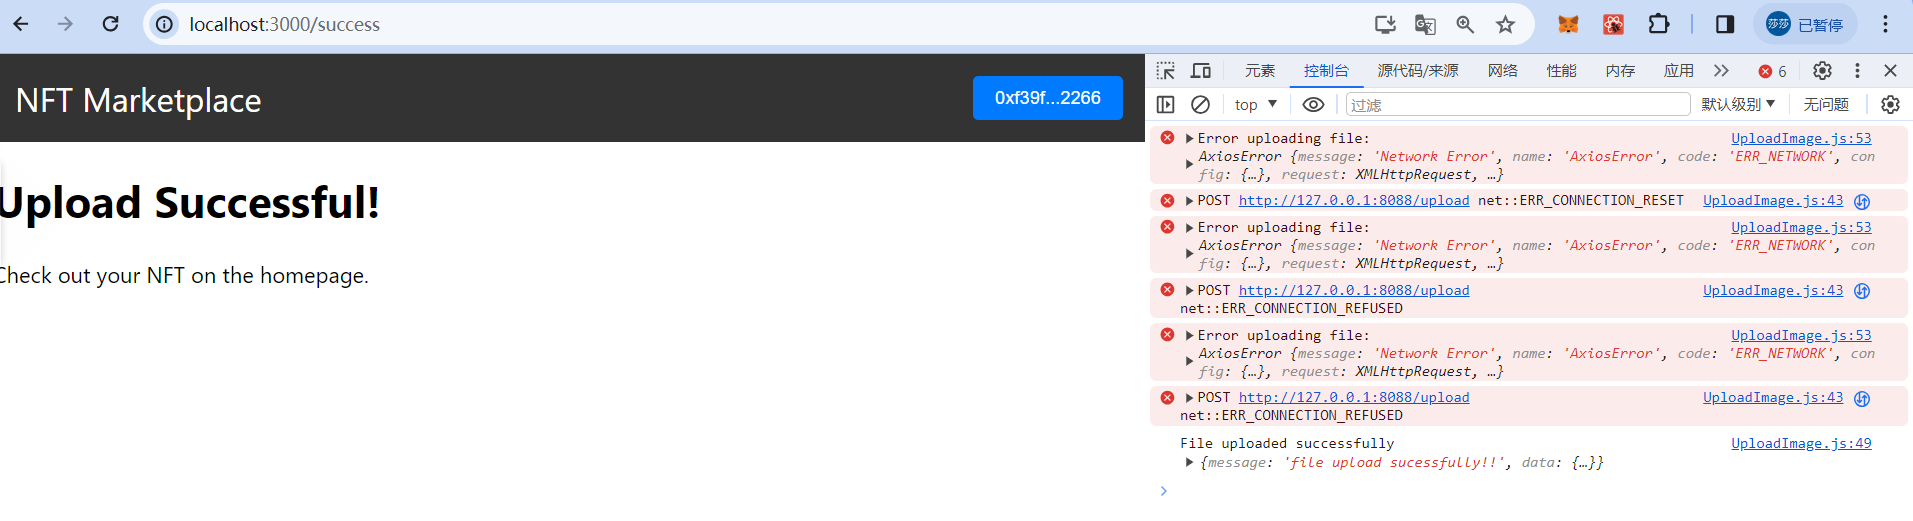 localhost:3000/success
莎莎 已暂停
NFT Marketplace
0xf39f...2266
Upload Successful!
Check out your NFT on the homepage.
元素 控制台 源代码/来源 网络 性能 内存 应用 6
top 过滤 默认级别 无问题
Error uploading file: UploadImage.js:53
AxiosError {message: 'Network Error', name: 'AxiosError', code: 'ERR_NETWORK', con
fig: {…}, request: XMLHttpRequest, …}
POST http://127.0.0.1:8088/upload net::ERR_CONNECTION_RESET UploadImage.js:43
Error uploading file: UploadImage.js:53
AxiosError {message: 'Network Error', name: 'AxiosError', code: 'ERR_NETWORK', con
fig: {…}, request: XMLHttpRequest, …}
POST http://127.0.0.1:8088/upload UploadImage.js:43
net::ERR_CONNECTION_REFUSED
Error uploading file: UploadImage.js:53
AxiosError {message: 'Network Error', name: 'AxiosError', code: 'ERR_NETWORK', con
fig: {…}, request: XMLHttpRequest, …}
POST http://127.0.0.1:8088/upload UploadImage.js:43
net::ERR_CONNECTION_REFUSED
File uploaded successfully UploadImage.js:49
{message: 'file upload sucessfully!!', data: {…}}